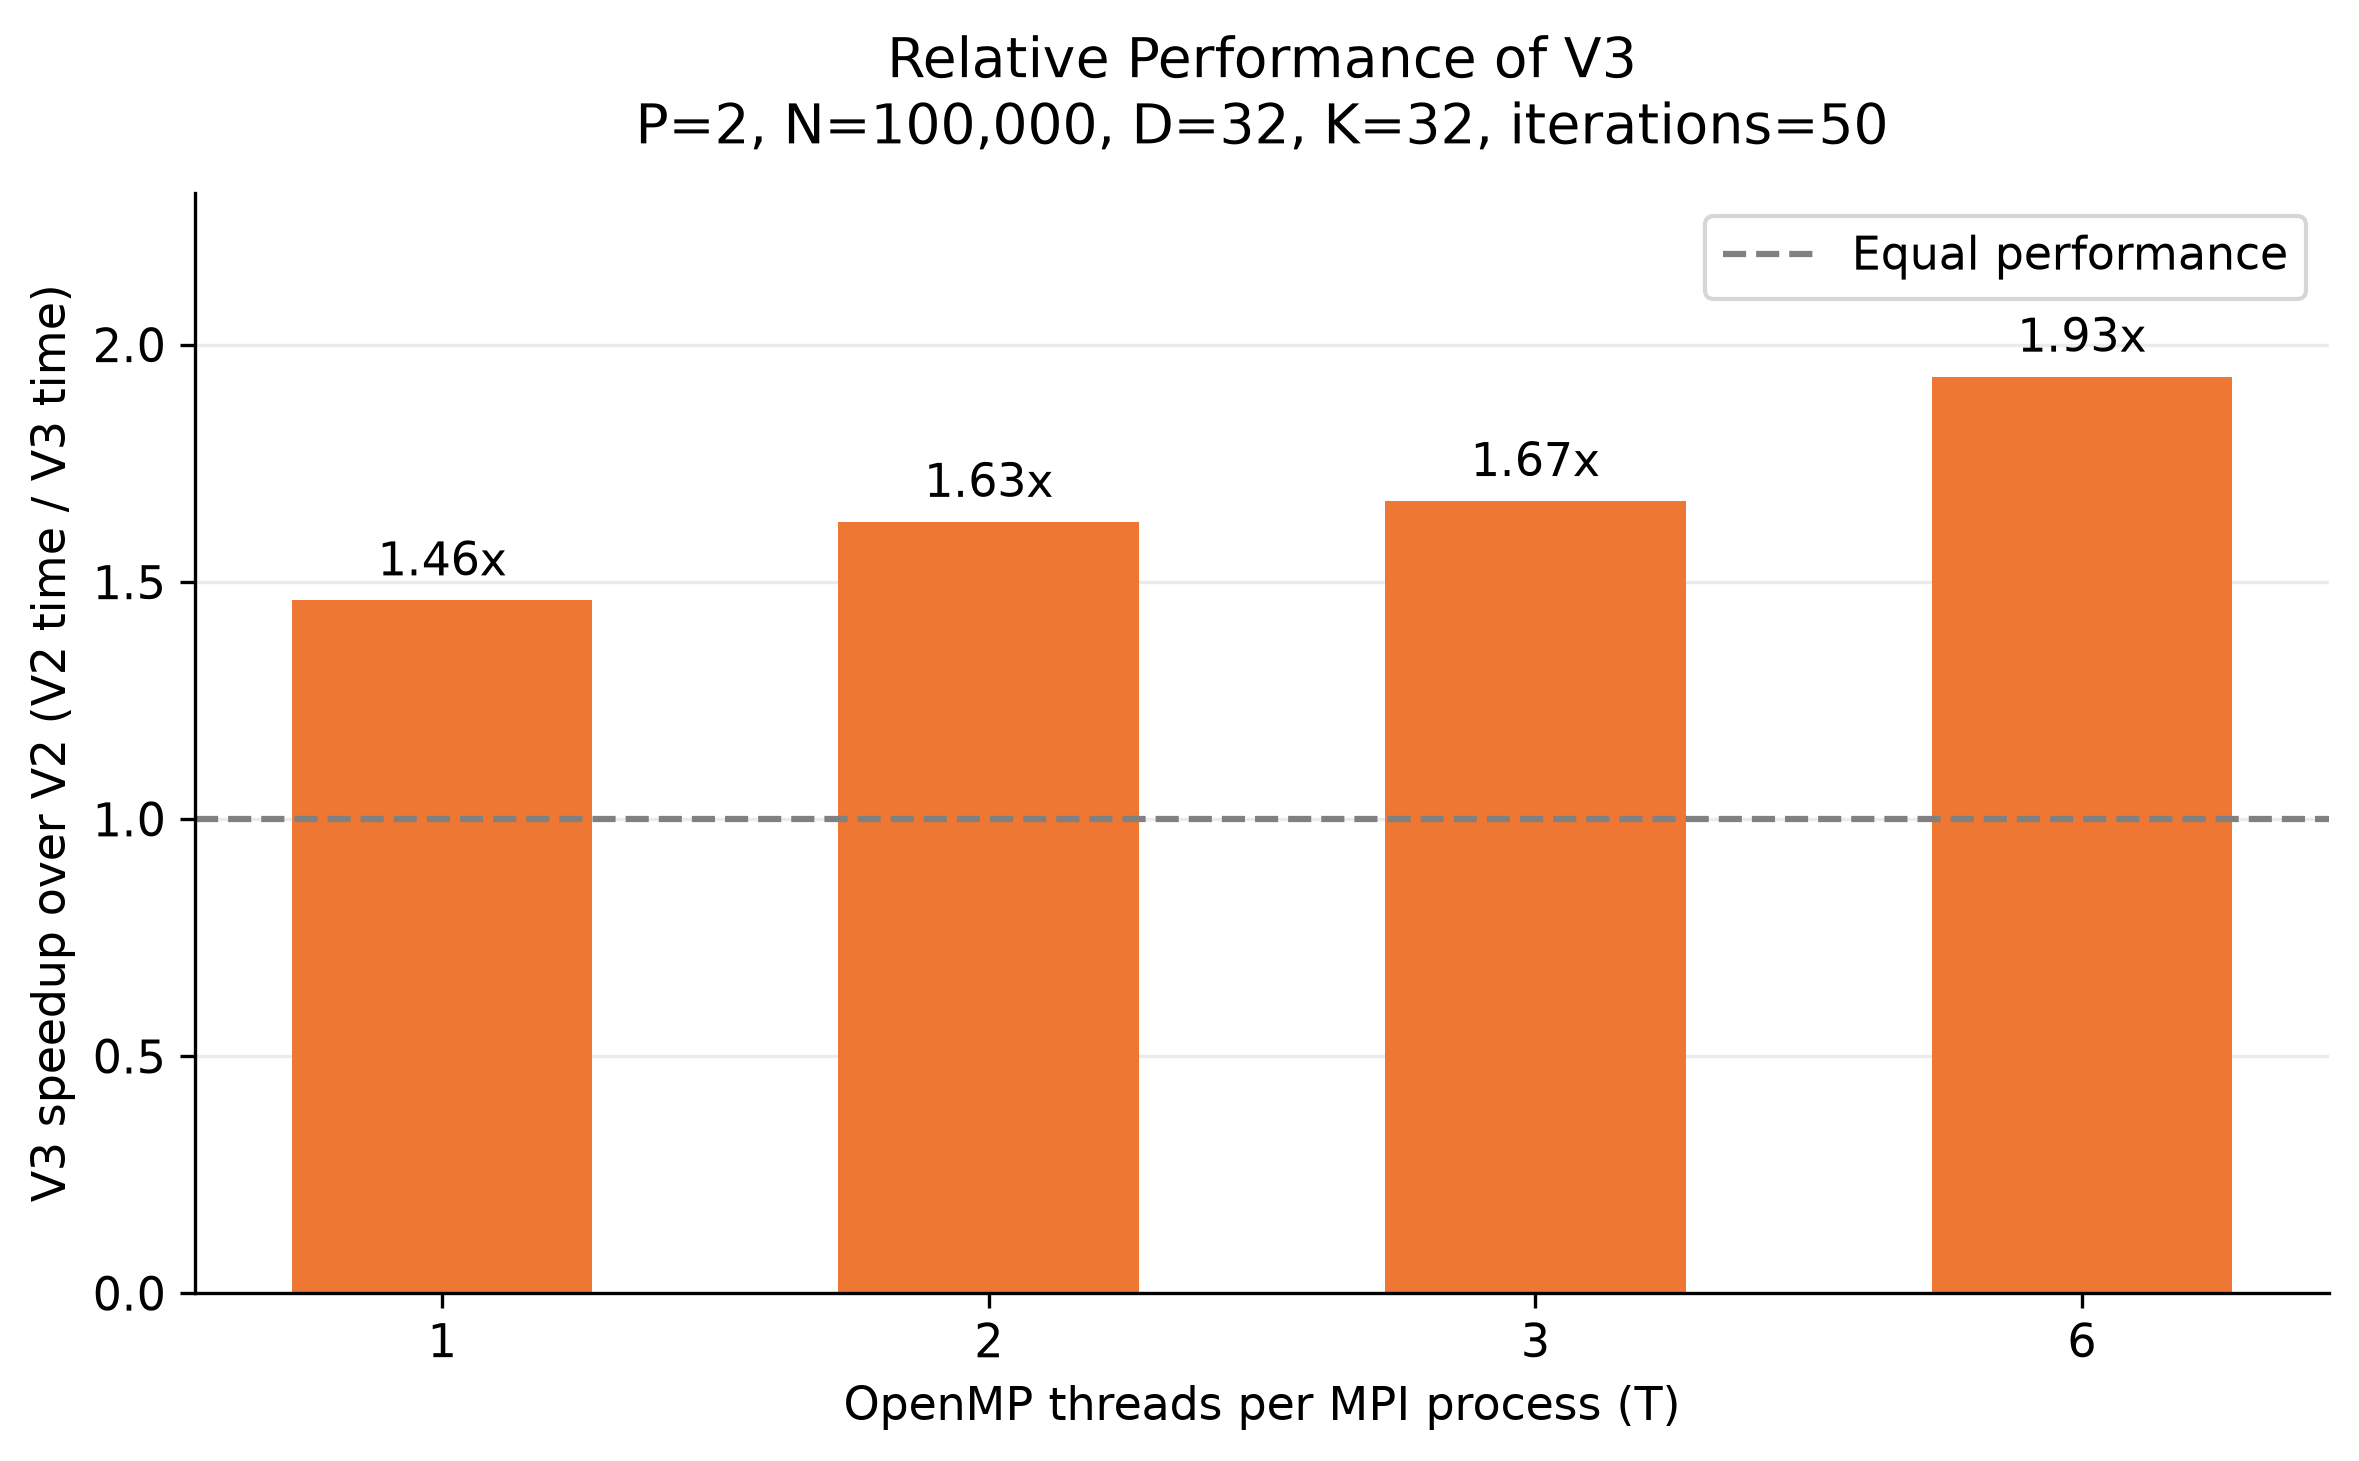 Relative Performance of V3
P=2, N=100,000, D=32, K=32, iterations=50
V3 speedup over V2 (V2 time / V3 time)
Equal performance
2.0
1.5
1.0
0.5
0.0
1.46x
1.63x
1.67x
1.93x
1
2
3
6
OpenMP threads per MPI process (T)